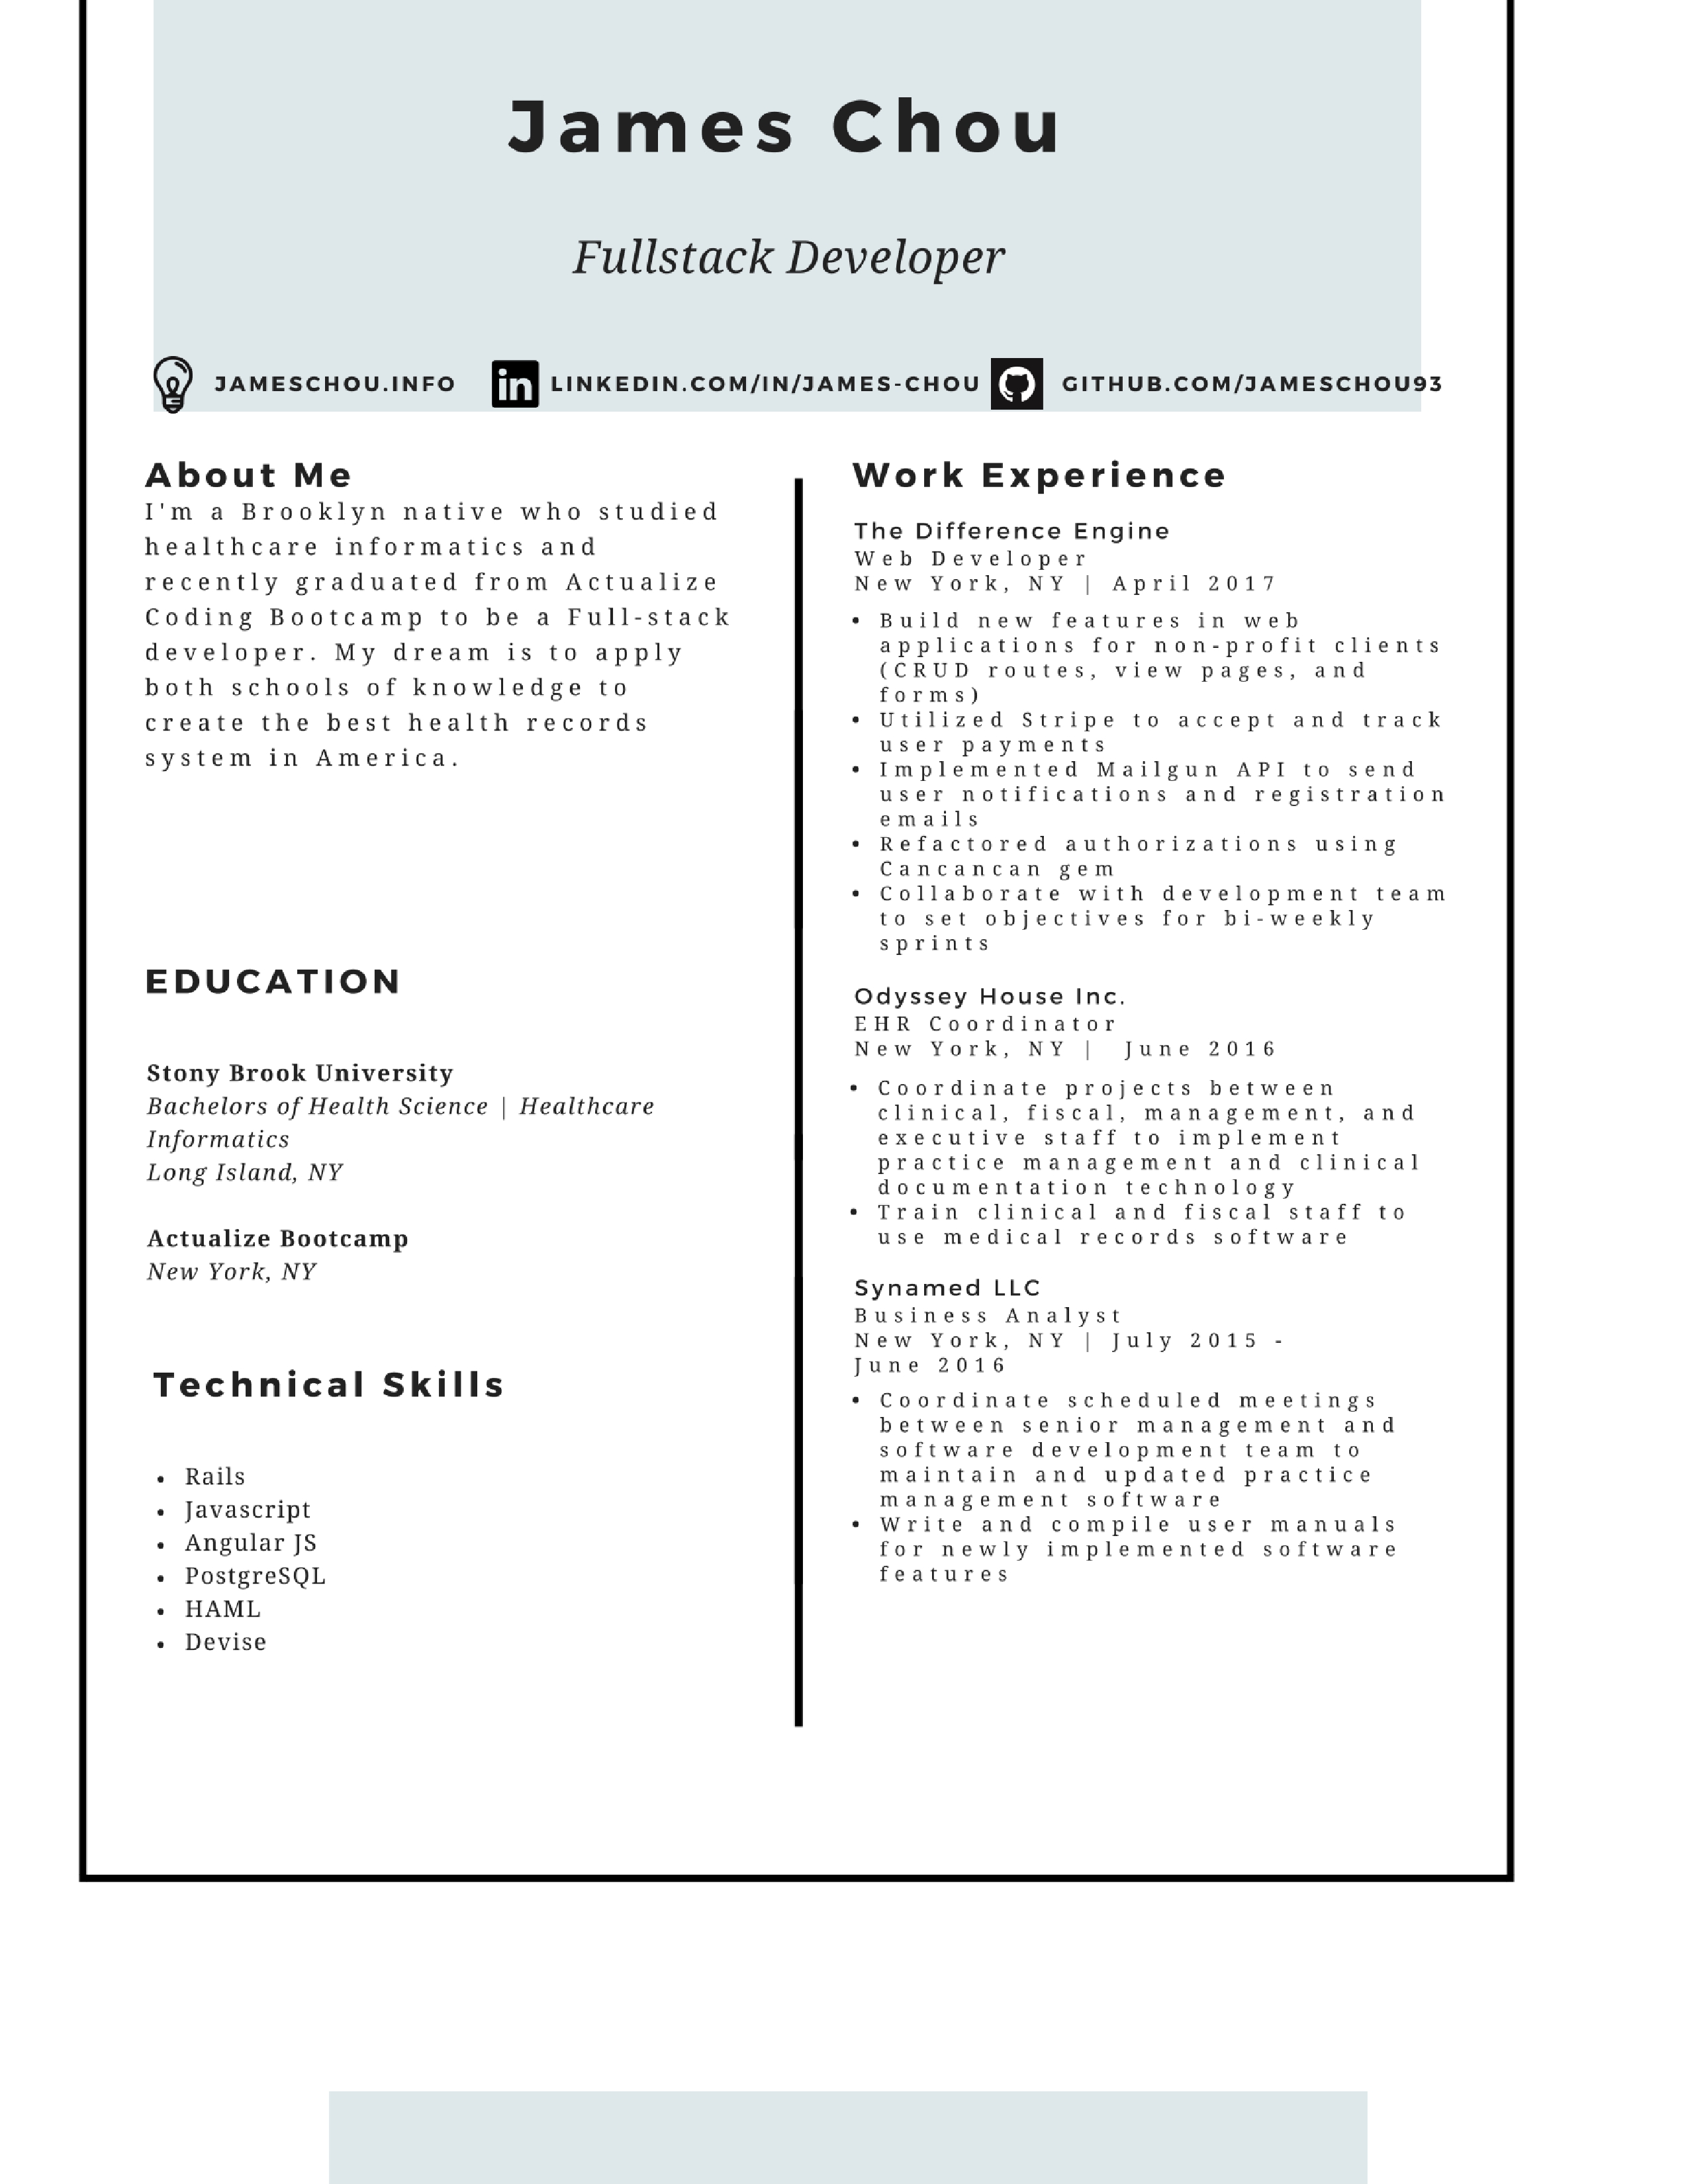 James Chou
Fullstack Developer
JAMESCHOU.INFO
LINKEDIN.COM/IN/JAMES-CHOU
GITHUB.COM/JAMESCHOU93
About Me
I'm a Brooklyn native who studied
healthcare informatics and
recently graduated from Actualize
Coding Bootcamp to be a Full-stack
developer. My dream is to apply
both schools of knowledge to
create the best health records
system in America.
EDUCATION
Stony Brook University
Bachelors of Health Science | Healthcare
Informatics
Long Island, NY
Actualize Bootcamp
New York, NY
Technical Skills
• Rails
• Javascript
• Angular JS
• PostgreSQL
• HAML
• Devise
Work Experience
The Difference Engine
Web Developer
New York, NY | April 2017
• Build new features in web
applications for non-profit clients
(CRUD routes, view pages, and
forms)
• Utilized Stripe to accept and track
user payments
• Implemented Mailgun API to send
user notifications and registration
emails
• Refactored authorizations using
Cancancan gem
• Collaborate with development team
to set objectives for bi-weekly
sprints
Odyssey House Inc.
EHR Coordinator
New York, NY | June 2016
• Coordinate projects between
clinical, fiscal, management, and
executive staff to implement
practice management and clinical
documentation technology
• Train clinical and fiscal staff to
use medical records software
Synamed LLC
Business Analyst
New York, NY | July 2015 -
June 2016
• Coordinate scheduled meetings
between senior management and
software development team to
maintain and updated practice
management software
• Write and compile user manuals
for newly implemented software
features